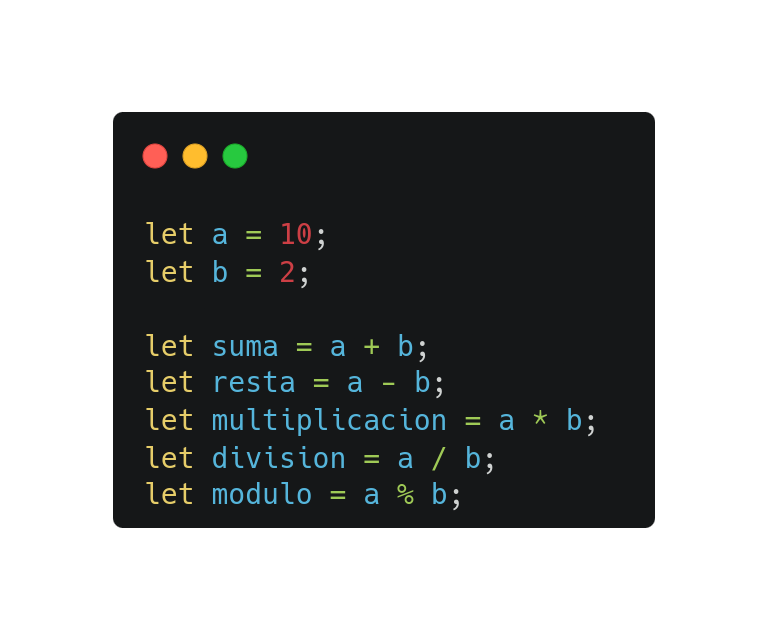 let a = 10;
let b = 2;
let suma = a + b;
let resta = a - b;
let multiplicacion = a * b;
let division = a / b;
let modulo = a % b;